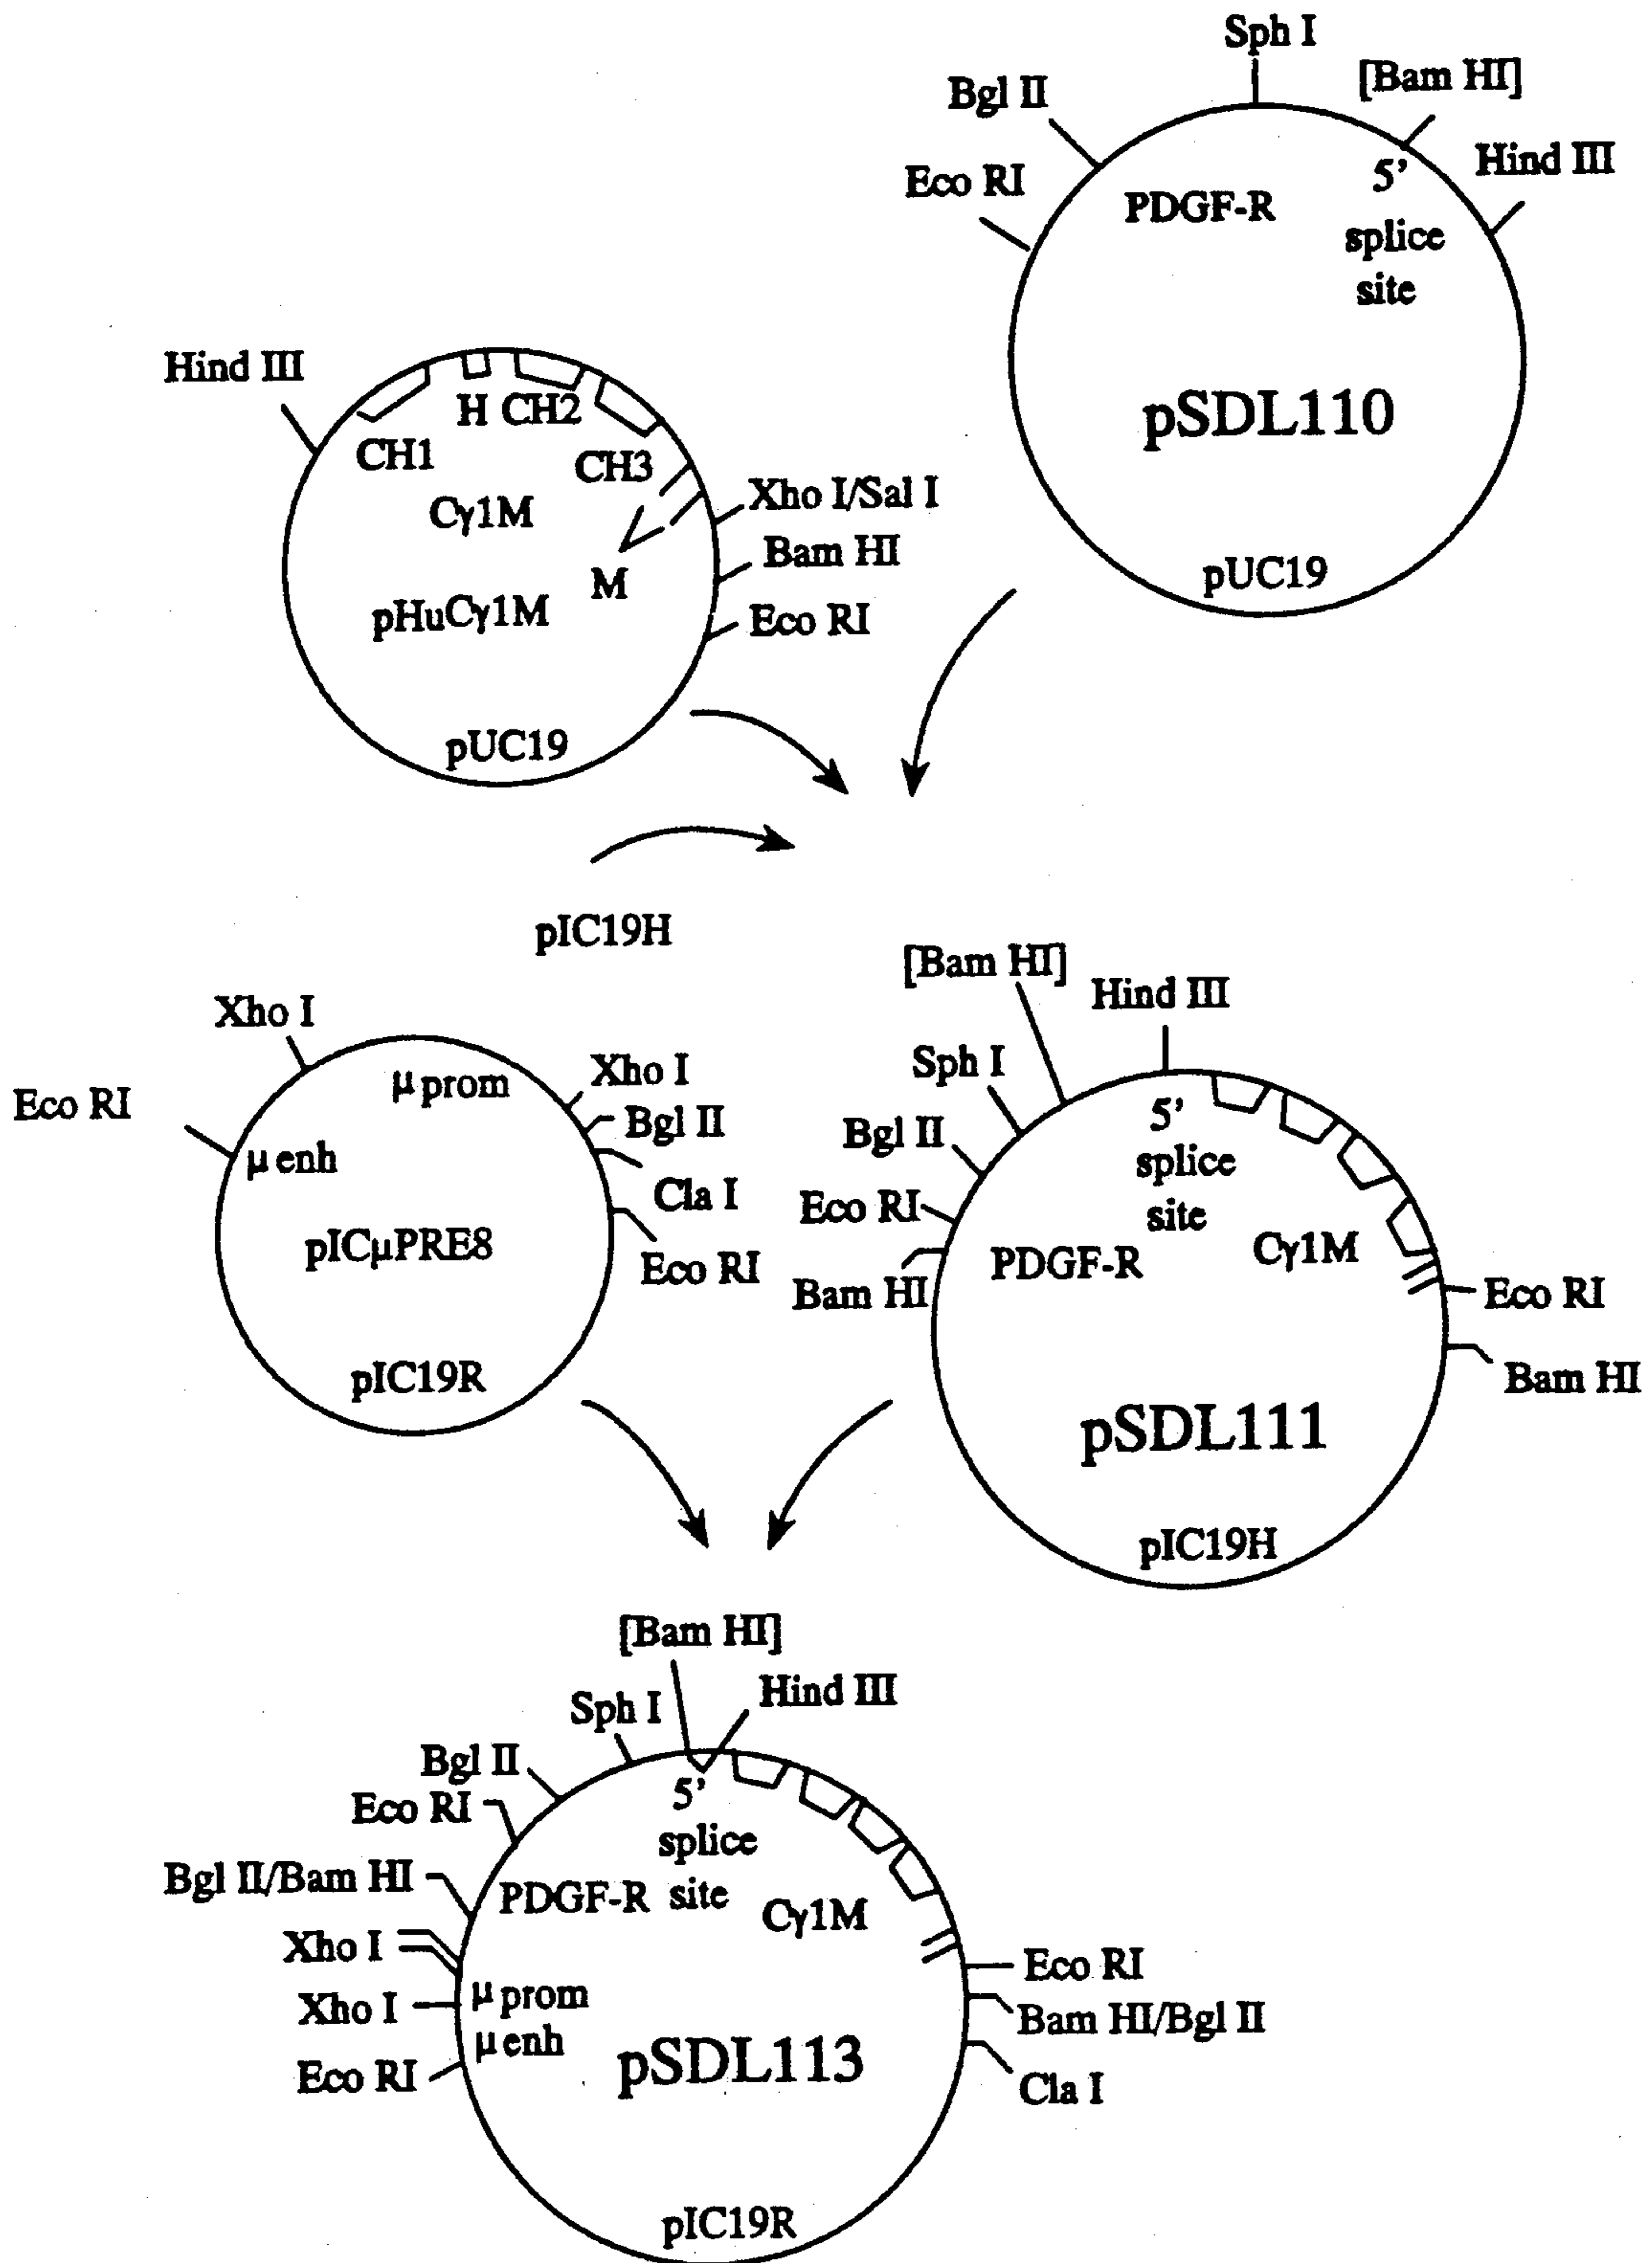 Sph I
[Bam HI]
Bgl II
Hind III
Eco RI
PDGF-R
5'
splice
site
pSDL110
pUC19
Hind III
CH1
H CH2
CH3
Cγ1M
Xho I/Sal I
Bam HI
M
pHuCγ1M
Eco RI
pUC19
pIC19H
Xho I
μ prom
Xho I
Eco RI
Bgl II
μ enh
Cla I
pICμPRE8
Eco RI
pIC19R
[Bam HI]
Hind III
Sph I
5'
Bgl II
splice
Eco RI
site
PDGF-R
Cγ1M
Bam HI
Eco RI
Bam HI
pSDL111
pIC19H
[Bam HI]
Hind III
Sph I
Bgl II
5'
Eco RI
splice
Bgl II/Bam HI
PDGF-R site
Cγ1M
Xho I
Eco RI
Xho I
μ prom
Bam HI/Bgl II
μ enh
pSDL113
Eco RI
Cla I
pIC19R